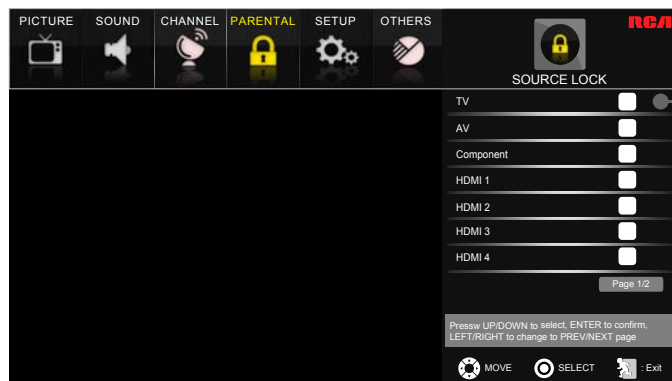 PICTURE SOUND CHANNEL PARENTAL SETUP OTHERS
RCA
SOURCE LOCK
TV
AV
Component
HDMI 1
HDMI 2
HDMI 3
HDMI 4
Page 1/2
Pressw UP/DOWN to select, ENTER to confirm,
LEFT/RIGHT to change to PREV/NEXT page
MOVE SELECT : Exit